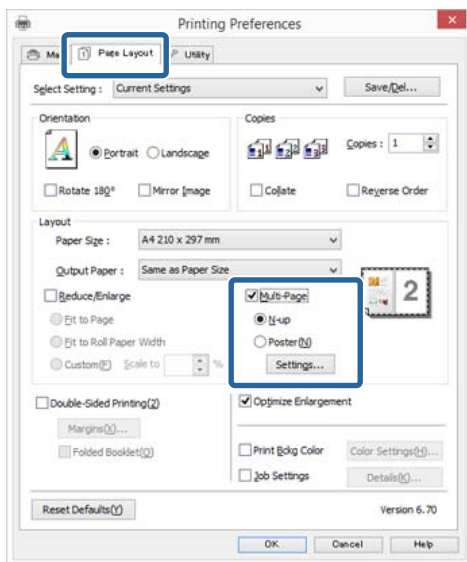 Printing Preferences
Ma
Page Layout
Utility
Select Setting : Current Settings
Save/Del...
Orientation
Portrait
Landscape
Rotate 180°
Mirror Image
Copies
Copies : 1
Collate
Reverse Order
Layout
Paper Size : A4 210 x 297 mm
Output Paper : Same as Paper Size
Reduce/Enlarge
Fit to Page
Fit to Roll Paper Width
Custom(F) Scale to %
Multi-Page
N-up
Poster(N)
Settings...
2
Double-Sided Printing(2)
Margins(X)...
Folded Booklet(Q)
Optimize Enlargement
Print Bckg Color
Color Settings(H)...
Job Settings
Details(K)...
Reset Defaults(Y)
Version 6.70
OK
Cancel
Help